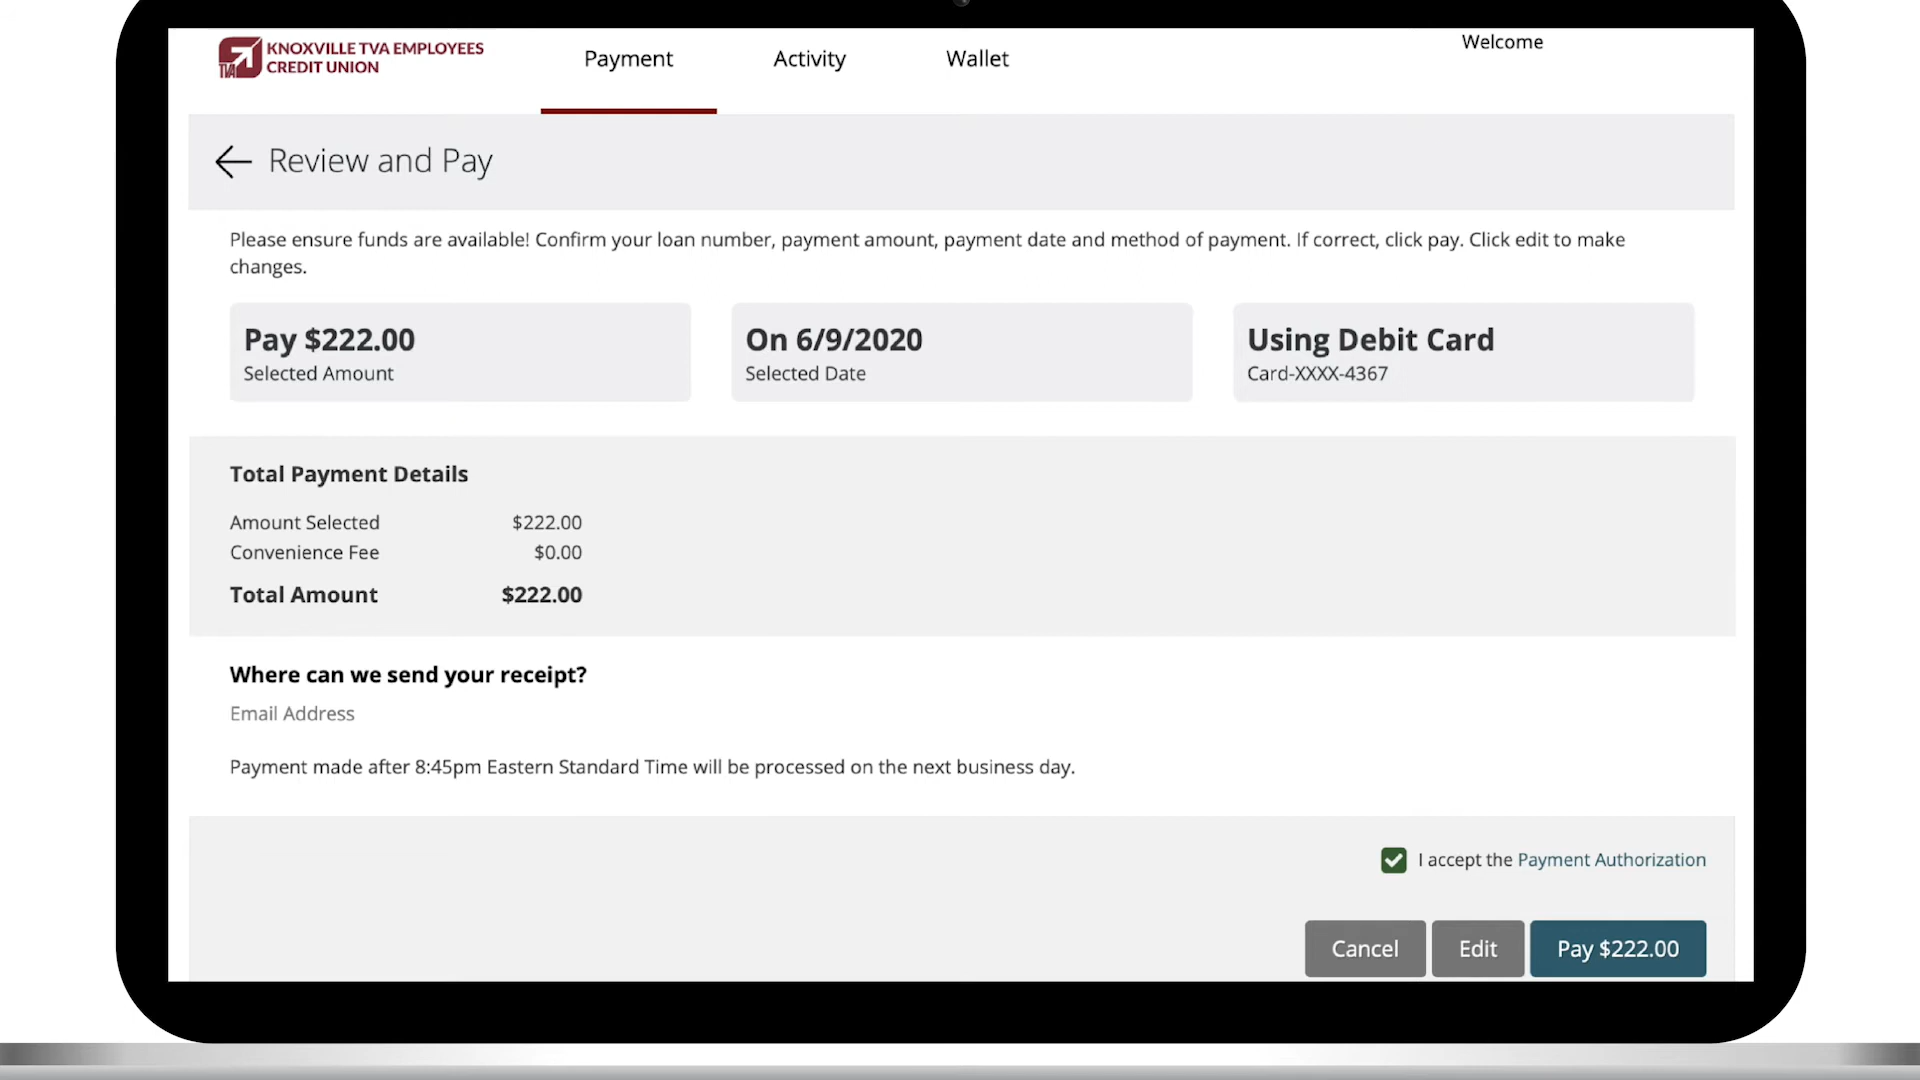 TVA
KNOXVILLE TVA EMPLOYEES
CREDIT UNION
Payment
Activity
Wallet
Welcome
Review and Pay
Please ensure funds are available! Confirm your loan number, payment amount, payment date and method of payment. If correct, click pay. Click edit to make
changes.
Pay $222.00
Selected Amount
On 6/9/2020
Selected Date
Using Debit Card
Card-XXXX-4367
Total Payment Details
Amount Selected $222.00
Convenience Fee $0.00
Total Amount $222.00
Where can we send your receipt?
Email Address
Payment made after 8:45pm Eastern Standard Time will be processed on the next business day.
I accept the Payment Authorization
Cancel
Edit
Pay $222.00